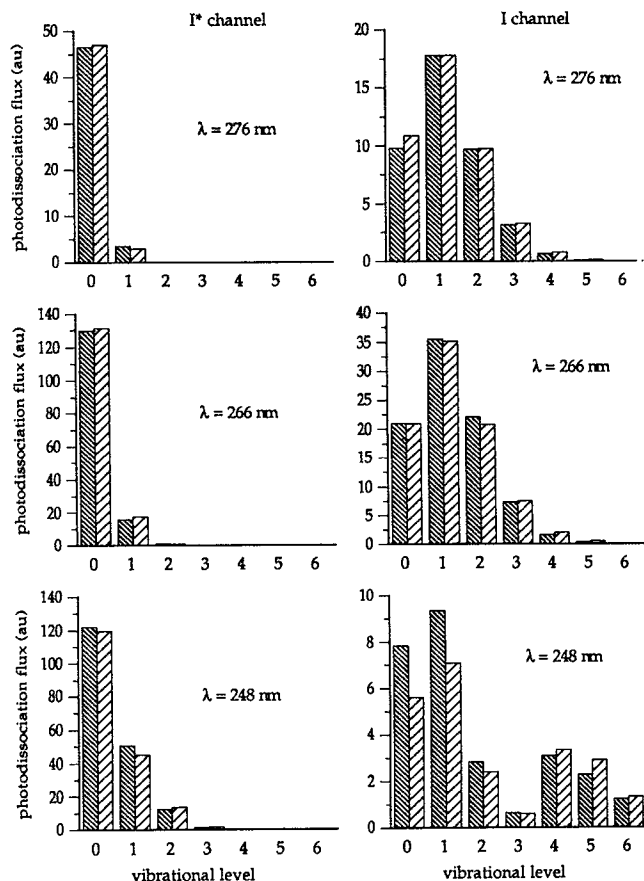 I* channel
I channel
photodissociation flux (au)
50
40
30
20
10
0
λ = 276 nm
0 1 2 3 4 5 6
20
15
10
5
0
λ = 276 nm
0 1 2 3 4 5 6
photodissociation flux (au)
140
120
100
80
60
40
20
0
λ = 266 nm
0 1 2 3 4 5 6
40
35
30
25
20
15
10
5
0
λ = 266 nm
0 1 2 3 4 5 6
photodissociation flux (au)
140
120
100
80
60
40
20
0
λ = 248 nm
0 1 2 3 4 5 6
vibrational level
10
8
6
4
2
0
λ = 248 nm
0 1 2 3 4 5 6
vibrational level